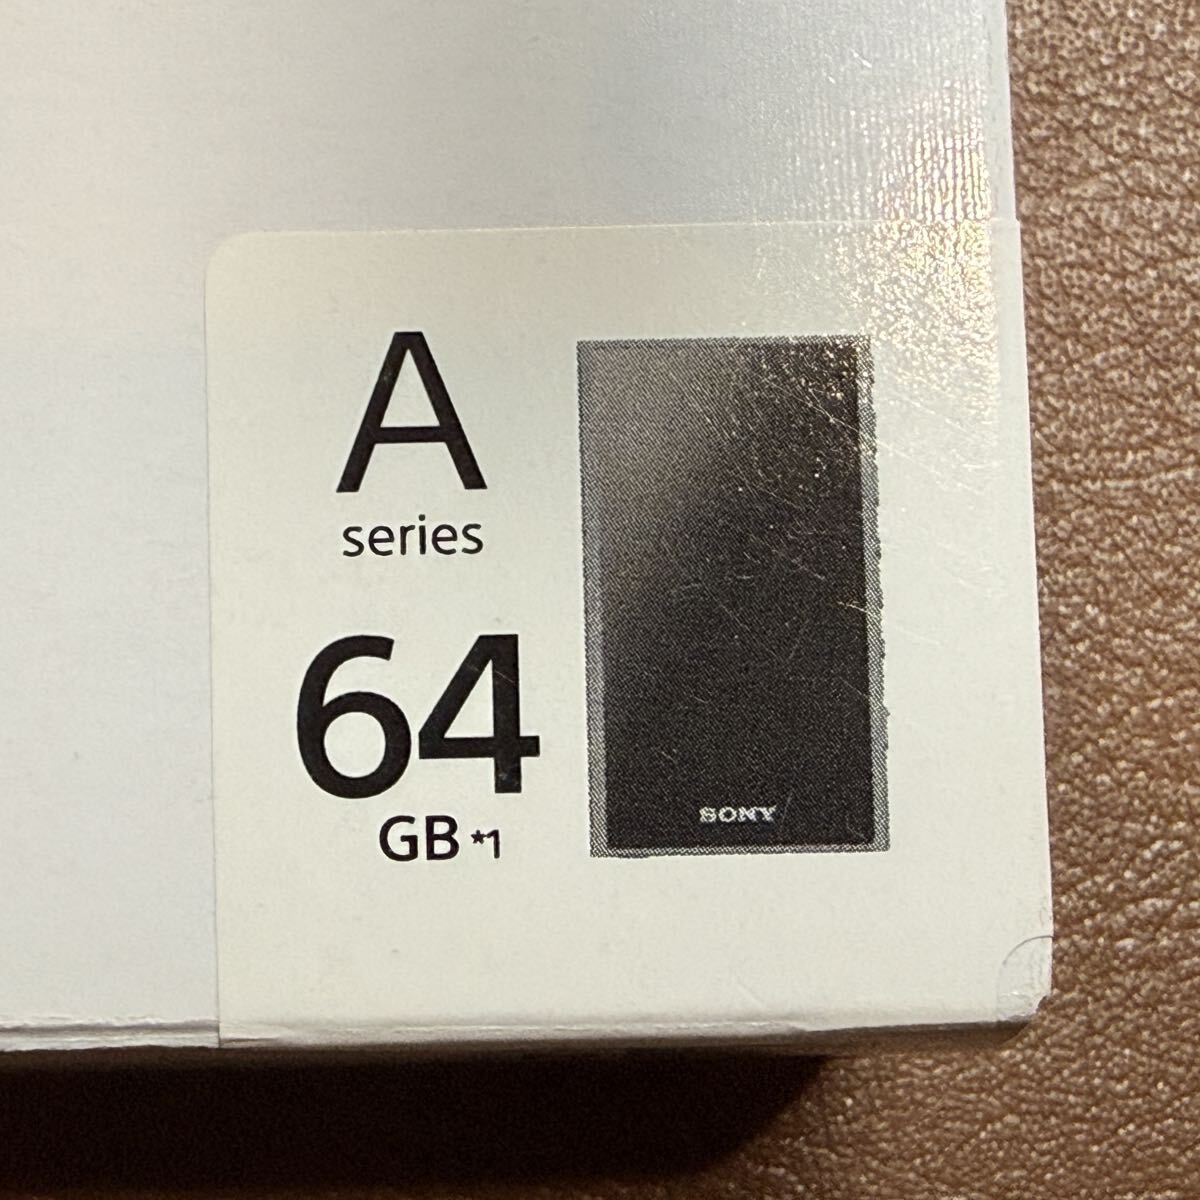 A
series
64
GB *1
SONY